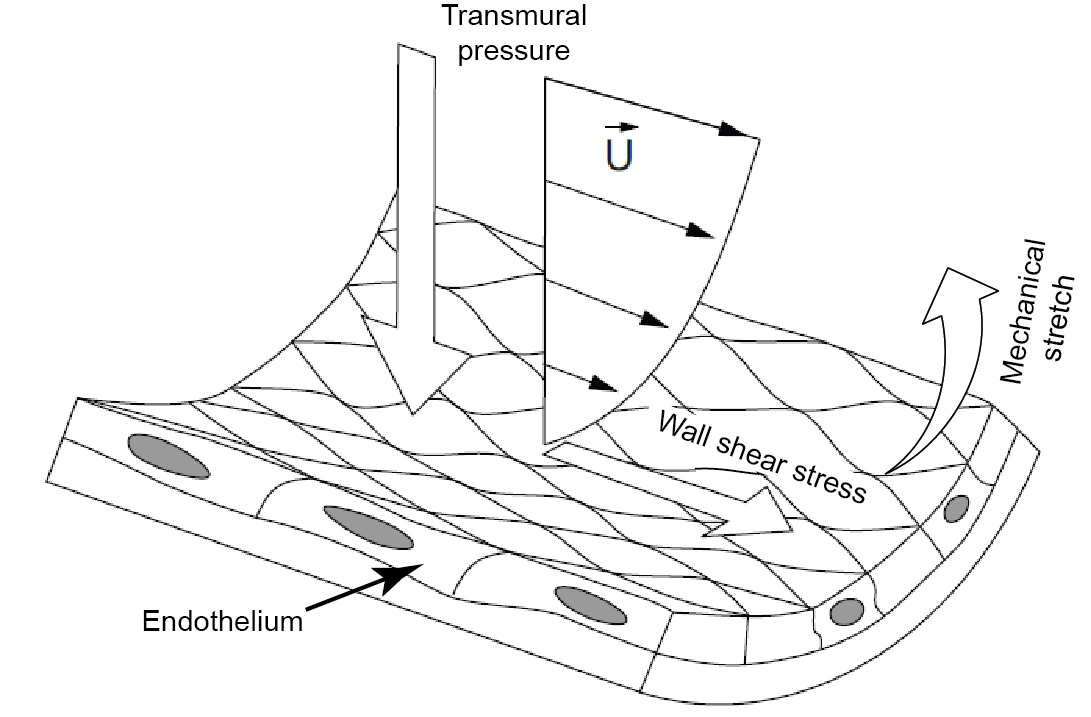 Transmural
pressure
U⃗
Mechanical
stretch
Wall shear stress
Endothelium